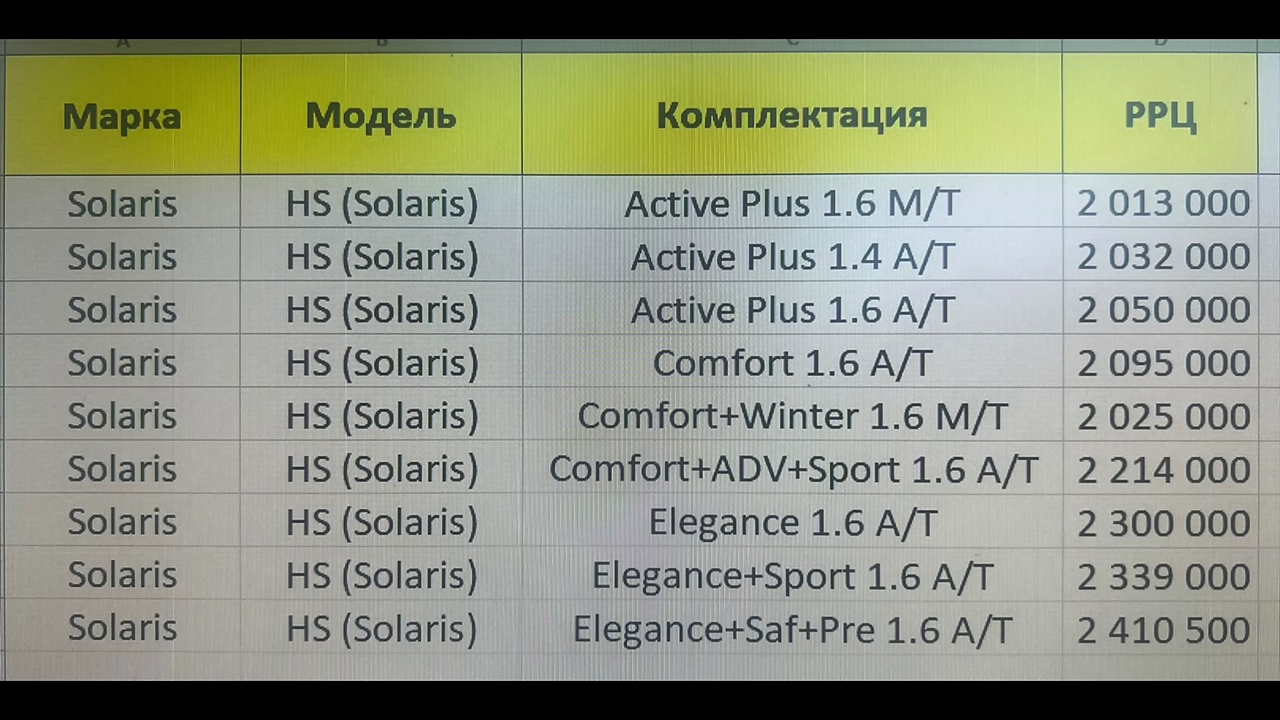 Марка Модель Комплектация РРЦ
Solaris HS (Solaris) Active Plus 1.6 M/T 2 013 000
Solaris HS (Solaris) Active Plus 1.4 A/T 2 032 000
Solaris HS (Solaris) Active Plus 1.6 A/T 2 050 000
Solaris HS (Solaris) Comfort 1.6 A/T 2 095 000
Solaris HS (Solaris) Comfort+Winter 1.6 M/T 2 025 000
Solaris HS (Solaris) Comfort+ADV+Sport 1.6 A/T 2 214 000
Solaris HS (Solaris) Elegance 1.6 A/T 2 300 000
Solaris HS (Solaris) Elegance+Sport 1.6 A/T 2 339 000
Solaris HS (Solaris) Elegance+Saf+Pre 1.6 A/T 2 410 500